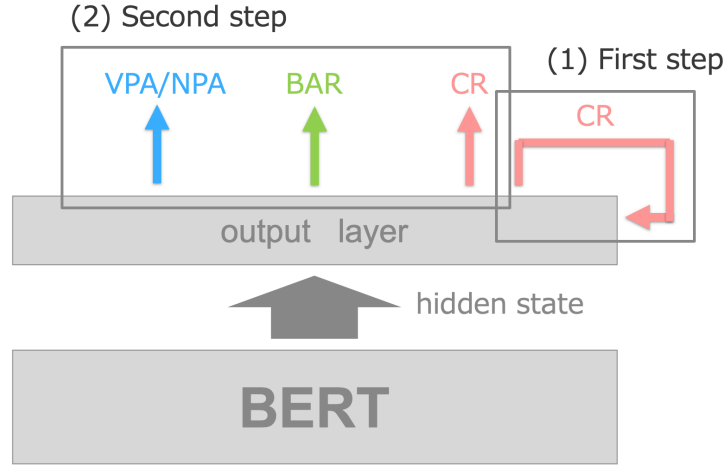 (2) Second step
(1) First step
VPA/NPA BAR CR
CR
output layer
hidden state
BERT